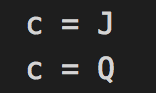 c = J
c = Q